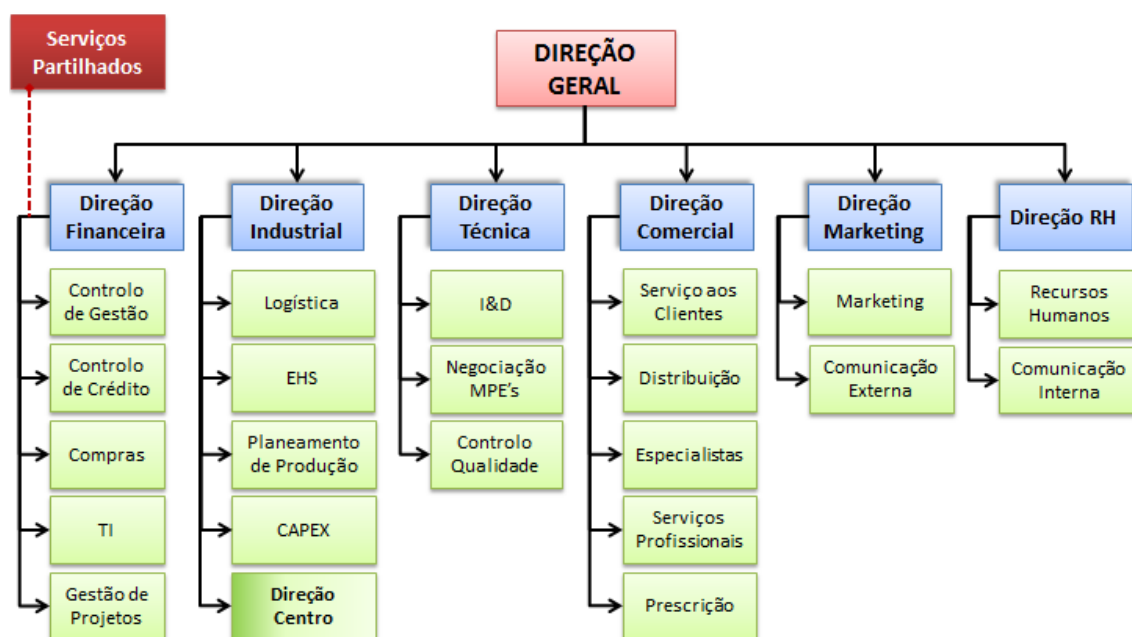 Serviços
Partilhados
DIREÇÃO
GERAL
Direção
Financeira
Direção
Industrial
Direção
Técnica
Direção
Comercial
Direção
Marketing
Direção RH
Controlo
de Gestão
Controlo
de Crédito
Compras
TI
Gestão de
Projetos
Logística
EHS
Planeamento
de Produção
CAPEX
Direção
Centro
I&D
Negociação
MPE's
Controlo
Qualidade
Serviço aos
Clientes
Distribuição
Especialistas
Serviços
Profissionais
Prescrição
Marketing
Comunicação
Externa
Recursos
Humanos
Comunicação
Interna